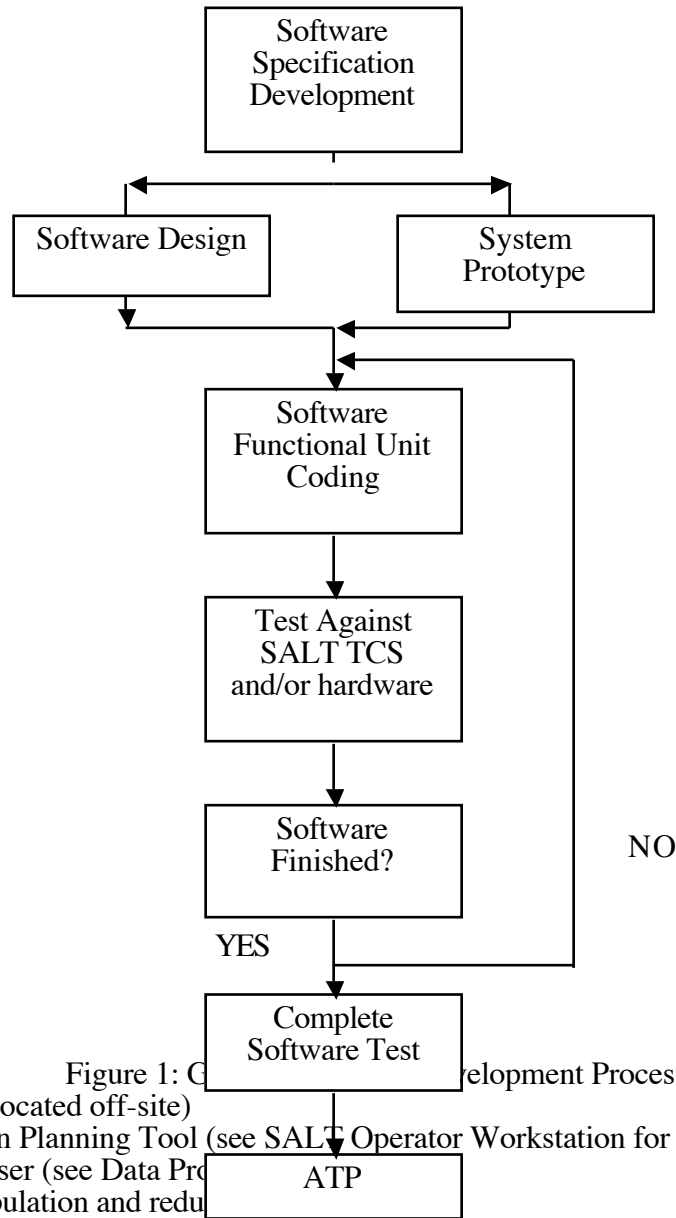 Software
Specification
Development
Software Design
System
Prototype
Software
Functional Unit
Coding
Test Against
SALT TCS
and/or hardware
Software
Finished?
NO
YES
Complete
Software Test
Figure 1: G
velopment Proces
ocated off-site)
n Planning Tool (see SALT Operator Workstation for
ser (see Data Pro
ATP
pulation and redu